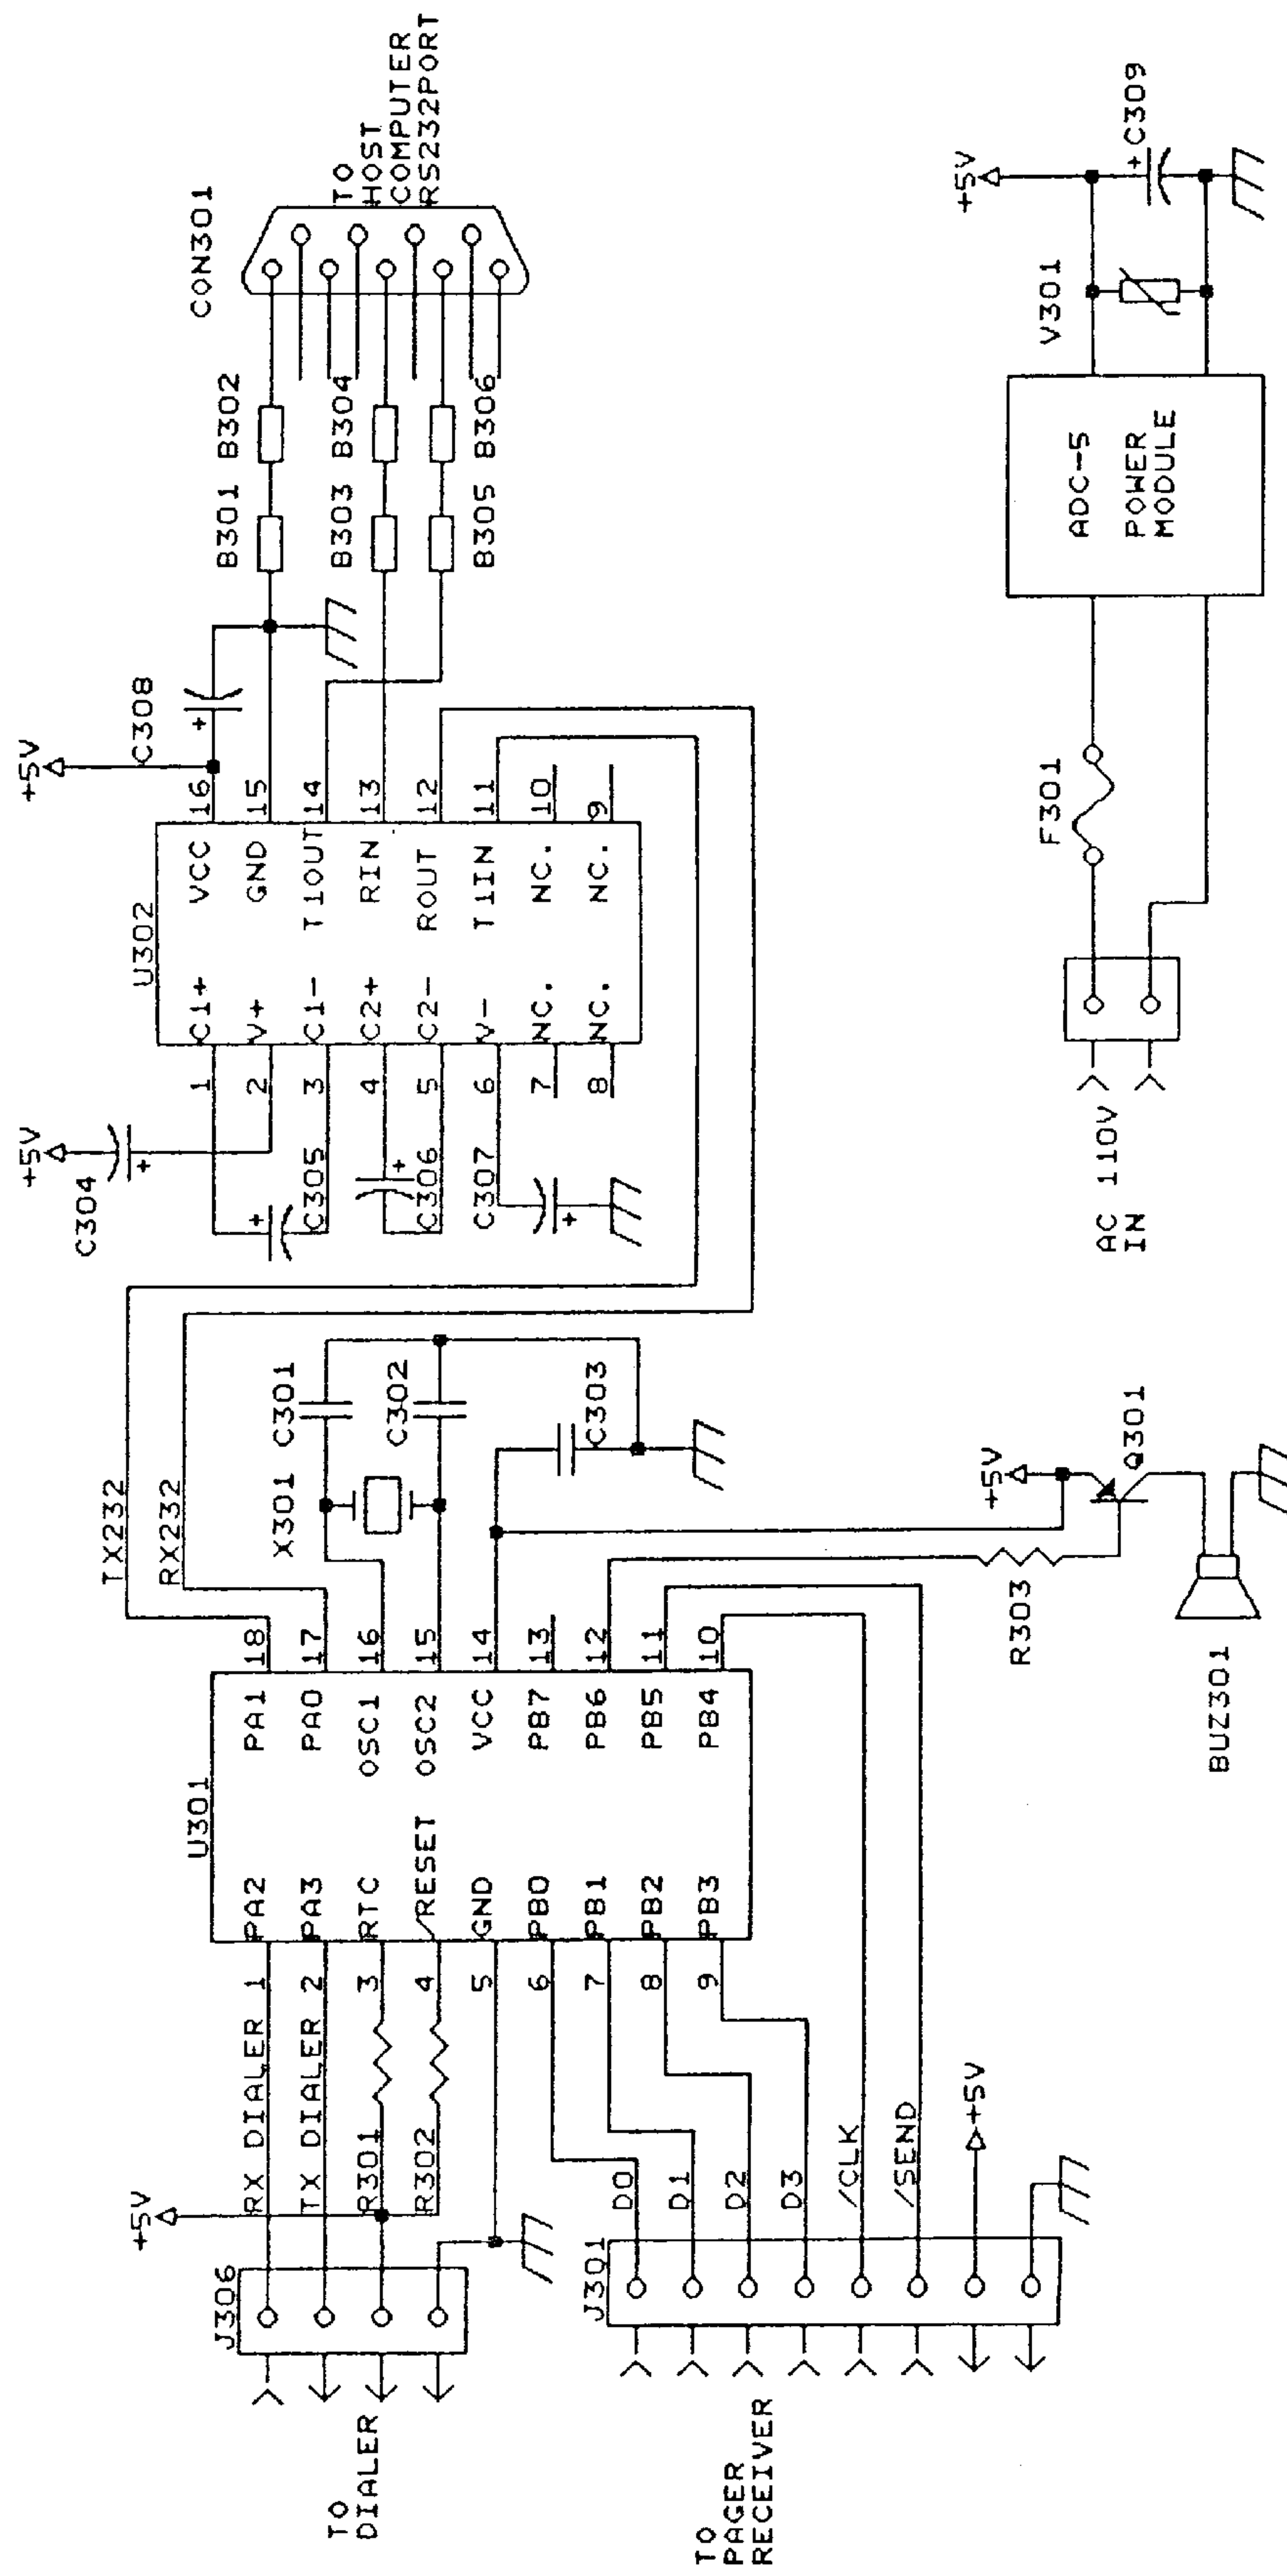 TO
DIALER
J306
+5V
RX DIALER 1
TX DIALER 2
R301
3
R302
4
5
6
7
8
9
U301
PA2
PA3
RTC
/RESET
GND
PB0
PB1
PB2
PB3
PA1
PA0
OSC1
OSC2
VCC
PB7
PB6
PB5
PB4
18
17
16
15
14
13
12
11
10
TX232
RX232
X301
C301
C302
C303
TO
PAGER
RECEIVER
J301
D0
D1
D2
D3
/CLK
/SEND
+5V
R303
+5V
Q301
BUZ301
+5V
C304
C305
C306
C307
1
2
3
4
5
6
7
8
U302
C1+
V+
C1-
C2+
C2-
V-
NC.
NC.
VCC
GND
T1OUT
RIN
ROUT
T1IN
NC.
NC.
16
15
14
13
12
11
10
9
+5V
C308
B301
B302
B303
B304
B305
B306
CON301
TO
HOST
COMPUTER
RS232PORT
AC 110V
IN
F301
ADC-5
POWER
MODULE
V301
+5V
+
C309